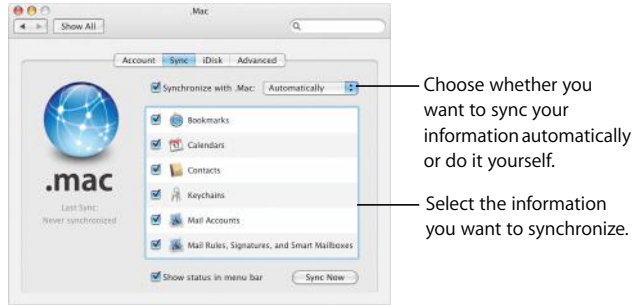 .Mac
Show All
Account Sync iDisk Advanced
Synchronize with .Mac: Automatically
Bookmarks
Calendars
Contacts
Keychains
Mail Accounts
Mail Rules, Signatures, and Smart Mailboxes
.mac
Last Sync:
Never synchronized
Show status in menu bar Sync Now
Choose whether you
want to sync your
information automatically
or do it yourself.
Select the information
you want to synchronize.